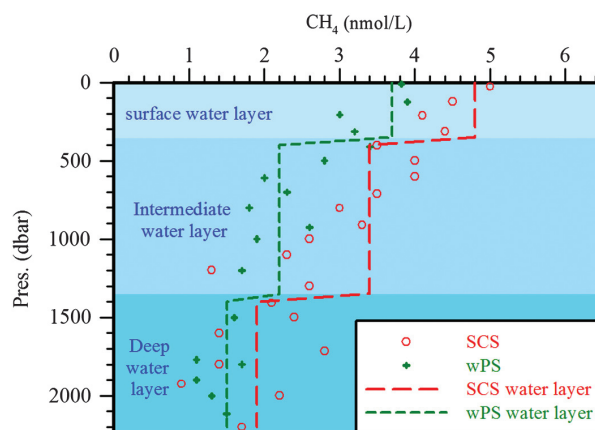 CH₄ (nmol/L)
0 1 2 3 4 5 6
0
500
1000
1500
2000
Pres. (dbar)
surface water layer
Intermediate
water layer
Deep
water
layer
SCS
wPS
SCS water layer
wPS water layer